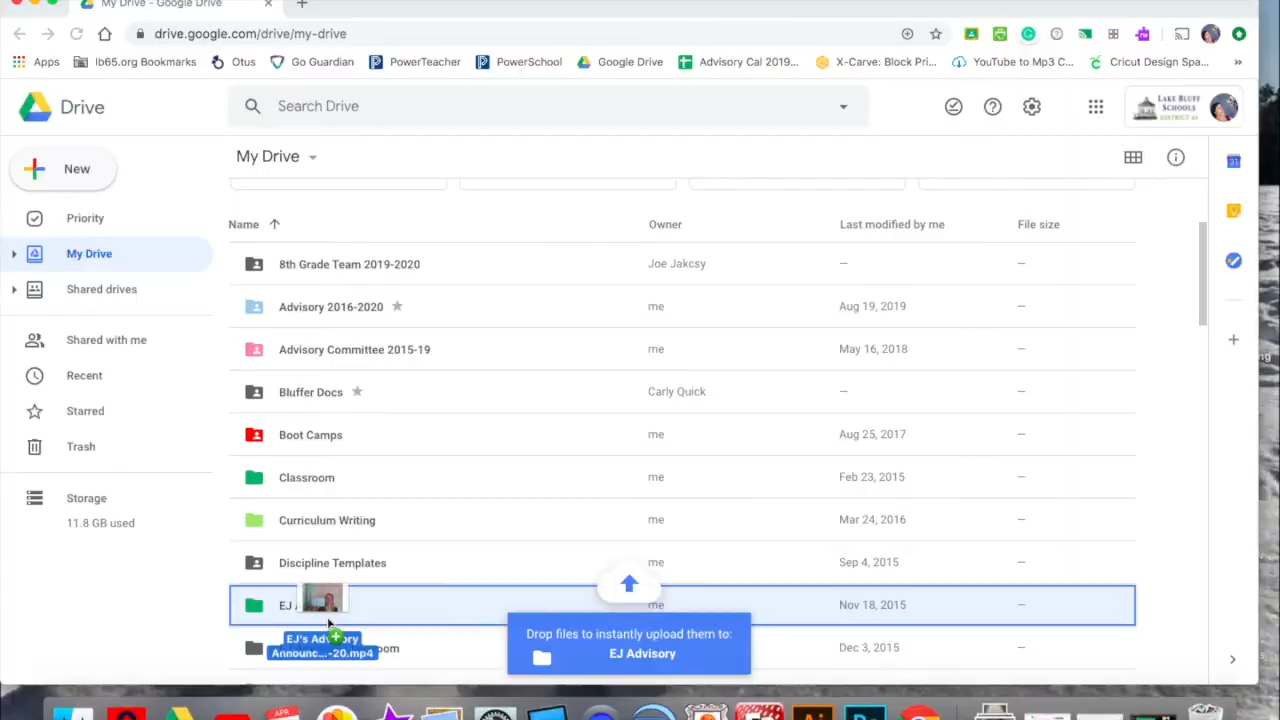 My Drive - Google Drive
drive.google.com/drive/my-drive
Apps lb65.org Bookmarks Otus Go Guardian PowerTeacher PowerSchool Google Drive Advisory Cal 2019... X-Carve: Block Pri... YouTube to Mp3 C... Cricut Design Spa... »
Drive
Search Drive
LAKE BLUFF
SCHOOLS
DISTRICT 65
New
My Drive
Priority
My Drive
Shared drives
Shared with me
Recent
Starred
Trash
Storage
11.8 GB used
Name Owner Last modified by me File size
8th Grade Team 2019-2020 Joe Jakcsy — —
Advisory 2016-2020 me Aug 19, 2019 —
Advisory Committee 2015-19 me May 16, 2018 —
Bluffer Docs Carly Quick — —
Boot Camps me Aug 25, 2017 —
Classroom me Feb 23, 2015 —
Curriculum Writing me Mar 24, 2016 —
Discipline Templates me Sep 4, 2015 —
EJ me Nov 18, 2015 —
Dec 3, 2015 —
EJ's Advisory
Announc...-20.mp4
Drop files to instantly upload them to:
EJ Advisory
31
APR
Ai